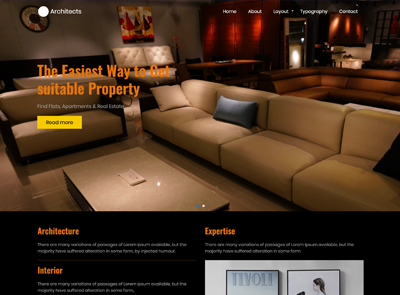 Architects
Home About Layout Typography Contact
The Easiest Way to Get
suitable Property
Find Flats, Apartments & Real Estate
Read more
Architecture
There are many variations of passages of Lorem Ipsum available, but the
majority have suffered alteration in some form, by injected humour.
Interior
There are many variations of passages of Lorem Ipsum available, but the
majority have suffered alteration in some form,
Expertise
There are many variations of passages of Lorem Ipsum available, but the
majority have suffered alteration in some form
TIVOLI